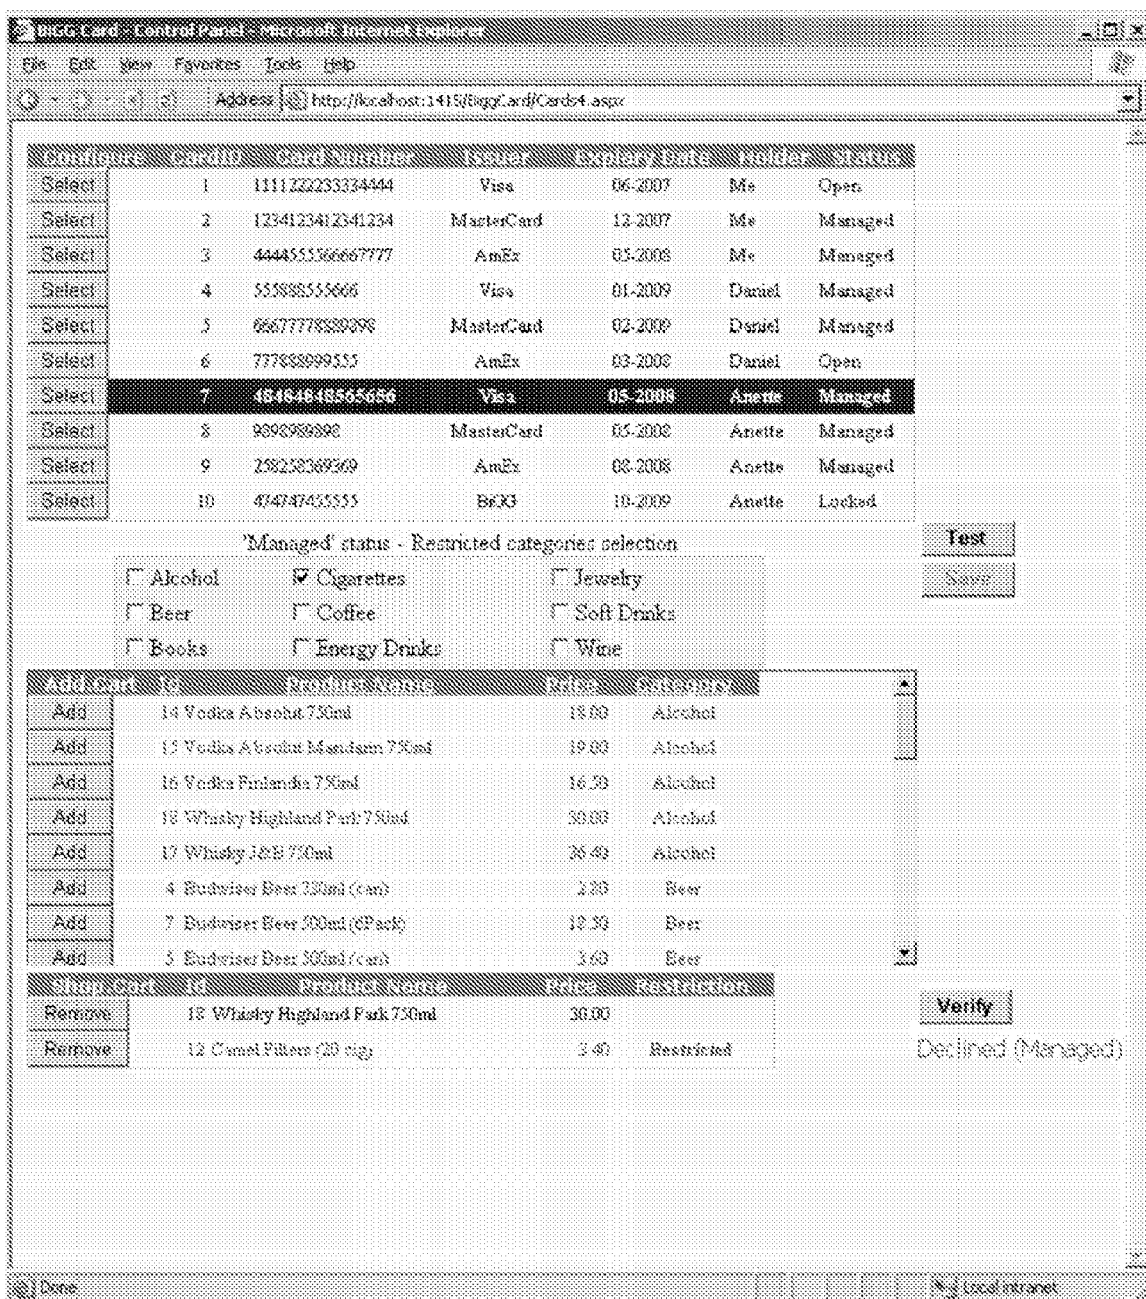 BIGG Card - Control Panel - Microsoft Internet Explorer
File Edit View Favorites Tools Help
Address http://localhost:1415/BiggCard/Cards4.aspx
Configure CardID Card Number Issuer Expiary Date Holder Status
Select 1 1111222233334444 Visa 06-2007 Me Open
Select 2 1234123412341234 MasterCard 12-2007 Me Managed
Select 3 4444555566667777 AmEx 05-2008 Me Managed
Select 4 555888555666 Visa 01-2009 Daniel Managed
Select 5 MasterCard 02-2009 Daniel Managed
Select 6 777888999555 AmEx 03-2008 Daniel Open
Select 7 48484848565686 Visa 05-2008 Anette Managed
Select 8 9898989898 MasterCard 05-2008 Anette Managed
Select 9 258258369369 AmEx 08-2008 Anette Managed
Select 10 474747455555 BiGG 10-2009 Anette Locked
'Managed' status - Restricted categories selection
Test
Alcohol Cigarettes Jewelry
Save
Beer Coffee Soft Drinks
Books Energy Drinks Wine
Add.Cart Id Product Name Price Category
Add 14 Vodka Absolut 750ml 18.00 Alcohol
Add 15 Vodka Absolut Mandarin 750ml 19.00 Alcohol
Add 16 Vodka Finlandia 750ml 16.50 Alcohol
Add 18 Whisky Highland Park 750ml 30.00 Alcohol
Add 17 Whisky J&B 750ml 36.40 Alcohol
Add 4 Budwiser Beer 330ml (can) 2.80 Beer
Add 7 Budwiser Beer 500ml (6Pack) 18.50 Beer
Add 5 Budwiser Beer 500ml (can) 3.60 Beer
Shop.Cart Id Product Name Price Restriction
Remove 18 Whisky Highland Park 750ml 30.00
Verify
Remove 12 Camel Filters (20 cig) 3.40 Restricted
Declined (Managed)
Done Local intranet